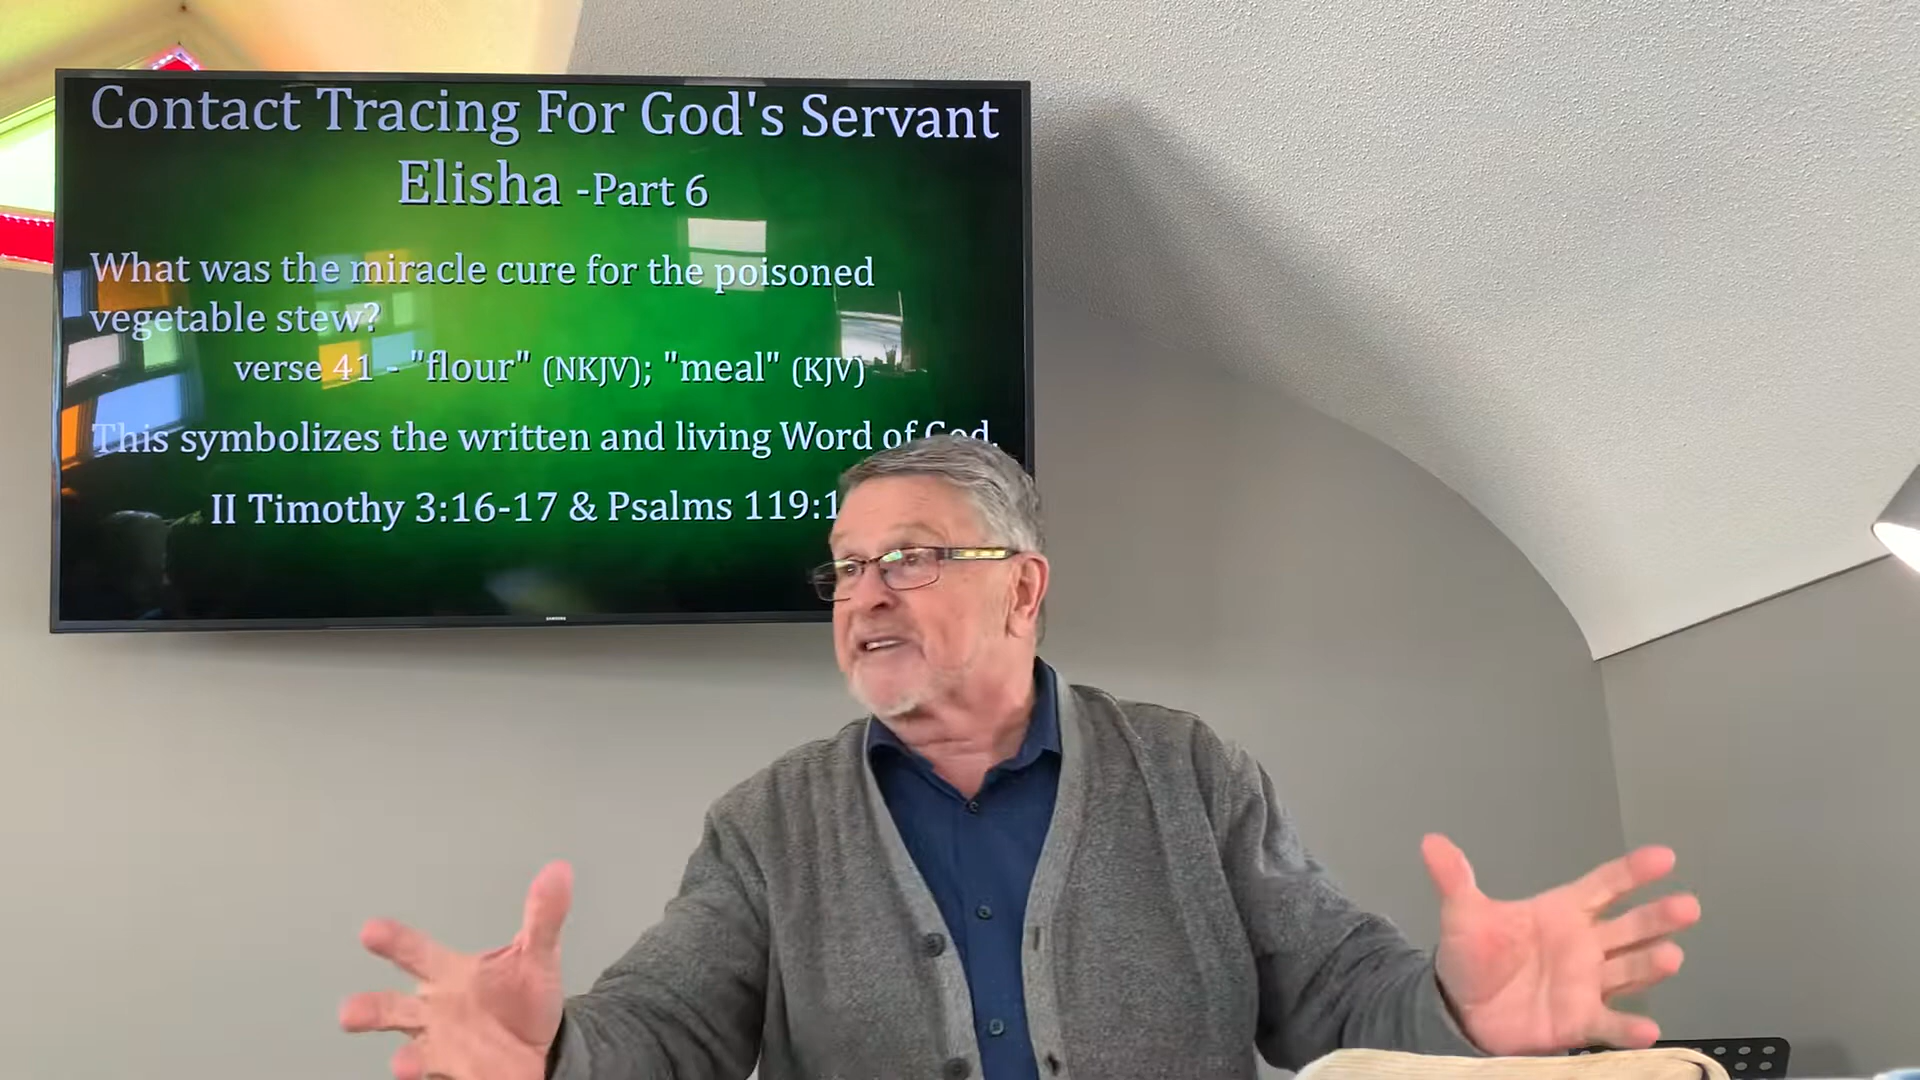 Contact Tracing For God's Servant
Elisha -Part 6
What was the miracle cure for the poisoned
vegetable stew?
verse 41 - "flour" (NKJV); "meal" (KJV)
This symbolizes the written and living Word of God.
II Timothy 3:16-17 & Psalms 119:1
SAMSUNG